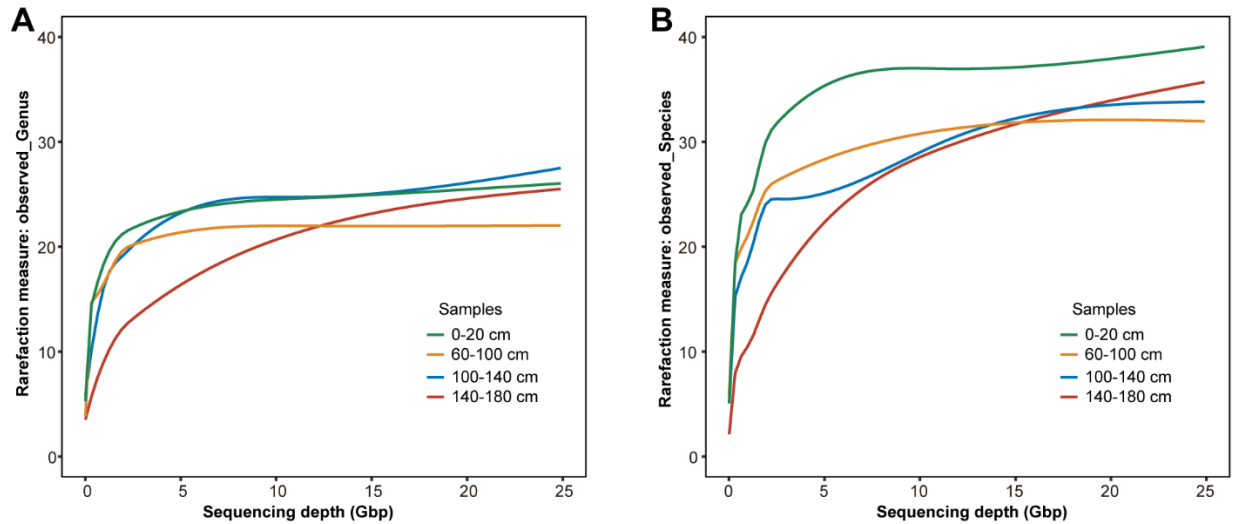 A
Rarefaction measure: observed_Genus
40
30
20
10
0
Samples
0-20 cm
60-100 cm
100-140 cm
140-180 cm
0 5 10 15 20 25
Sequencing depth (Gbp)
B
Rarefaction measure: observed_Species
40
30
20
10
0
Samples
0-20 cm
60-100 cm
100-140 cm
140-180 cm
0 5 10 15 20 25
Sequencing depth (Gbp)